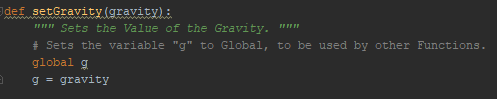 def setGravity(gravity):
    """ Sets the Value of the Gravity. """
    # Sets the variable "g" to Global, to be used by other Functions.
    global g
    g = gravity